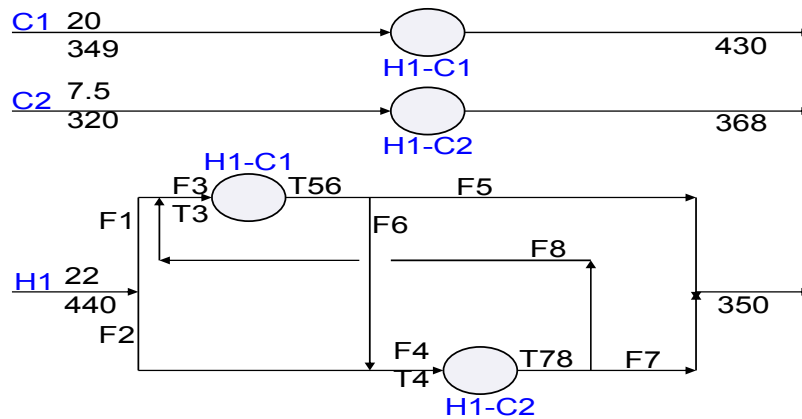 C1 20
349
430
H1-C1
C2 7.5
320
368
H1-C2
H1-C1
F3 T56 F5
T3
F1 F6
F8
H1 22
440
350
F2
F4 T78 F7
T4
H1-C2